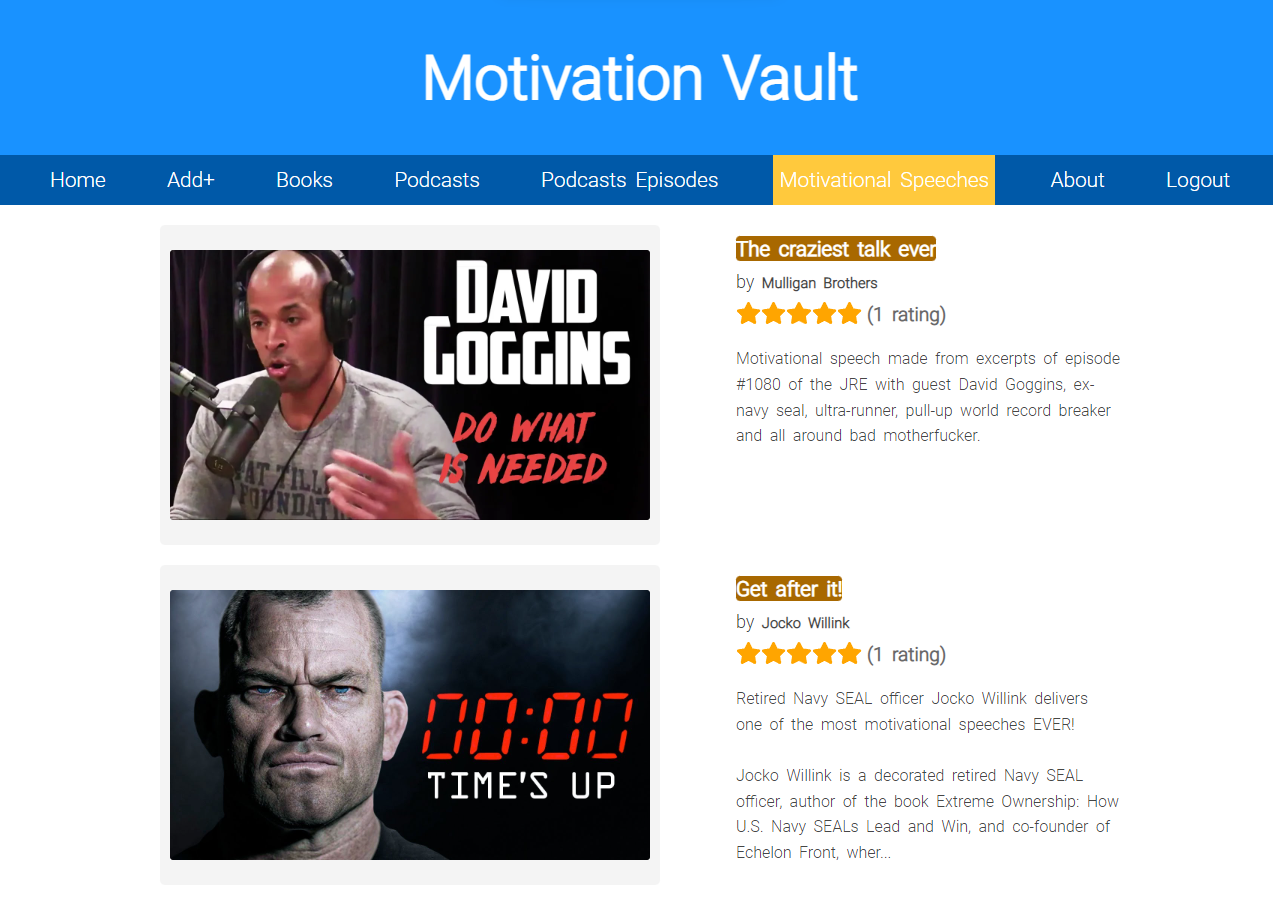 Motivation Vault
Home Add+ Books Podcasts Podcasts Episodes Motivational Speeches About Logout
DAVID
GOGGINS
DO WHAT
IS NEEDED
PAT TILL
FOUNDAT
The craziest talk ever
by Mulligan Brothers
(1 rating)
Motivational speech made from excerpts of episode
#1080 of the JRE with guest David Goggins, ex-
navy seal, ultra-runner, pull-up world record breaker
and all around bad motherfucker.
00:00
TIME'S UP
Get after it!
by Jocko Willink
(1 rating)
Retired Navy SEAL officer Jocko Willink delivers
one of the most motivational speeches EVER!
Jocko Willink is a decorated retired Navy SEAL
officer, author of the book Extreme Ownership: How
U.S. Navy SEALs Lead and Win, and co-founder of
Echelon Front, wher...